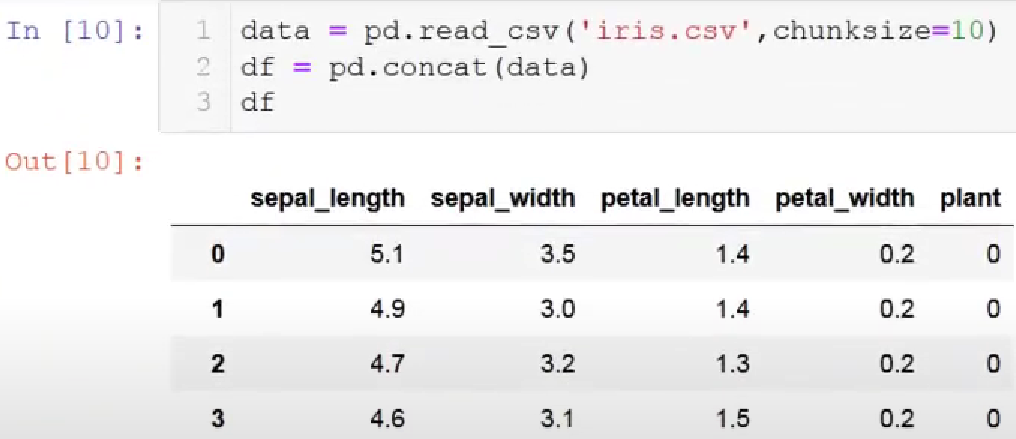 In [10]: 1 data = pd.read_csv('iris.csv',chunksize=10)
2 df = pd.concat(data)
3 df
Out[10]:
sepal_length sepal_width petal_length petal_width plant
0 5.1 3.5 1.4 0.2 0
1 4.9 3.0 1.4 0.2 0
2 4.7 3.2 1.3 0.2 0
3 4.6 3.1 1.5 0.2 0